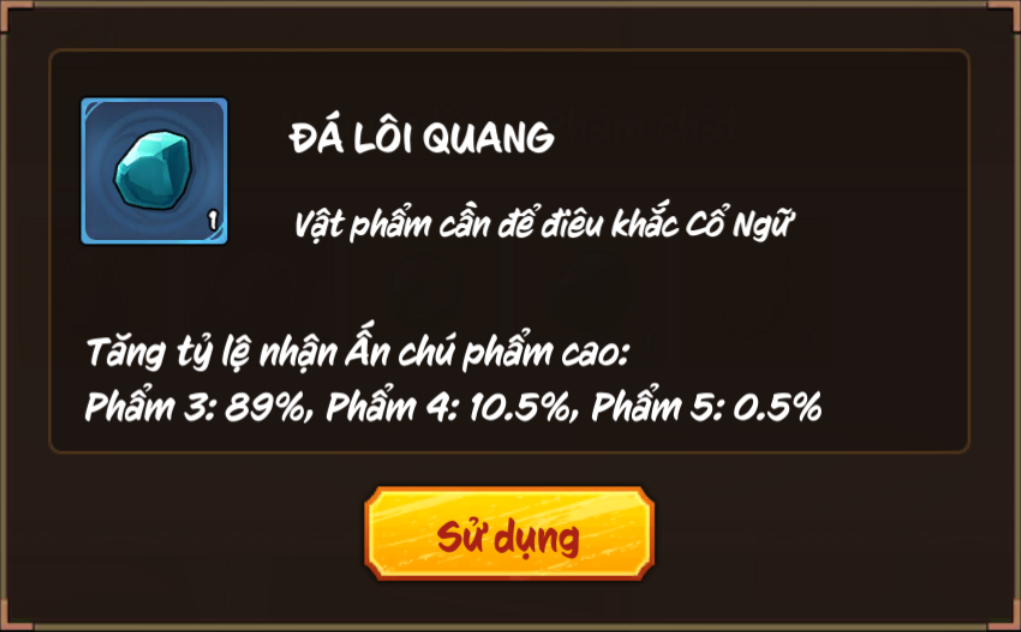 ĐÁ LÔI QUANG
1
Vật phẩm cần để điêu khắc Cổ Ngữ
Tăng tỷ lệ nhận Ấn chú phẩm cao:
Phẩm 3: 89%, Phẩm 4: 10.5%, Phẩm 5: 0.5%
Sử dụng